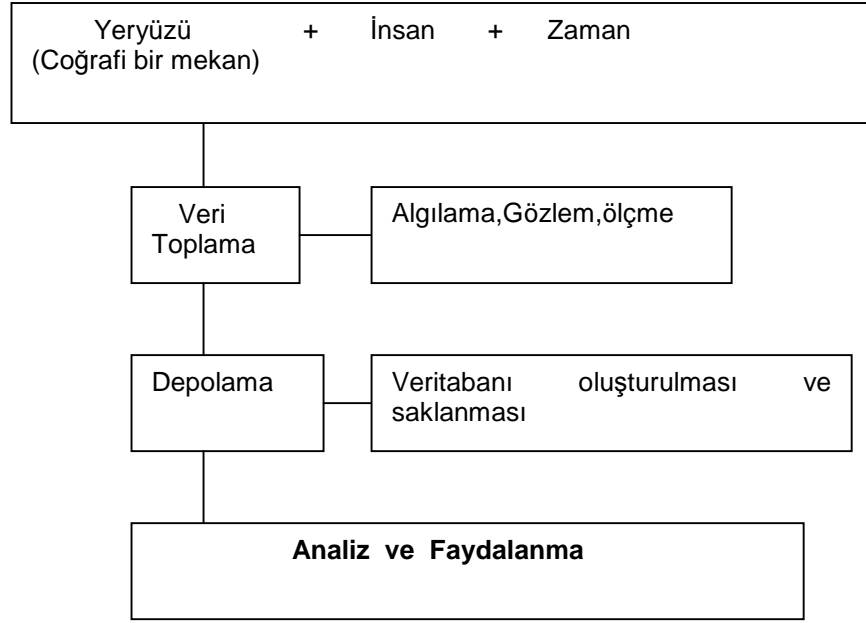 Yeryüzü + İnsan + Zaman
(Coğrafi bir mekan)
Veri
Toplama
Algılama,Gözlem,ölçme
Depolama
Veritabanı oluşturulması ve
saklanması
Analiz ve Faydalanma